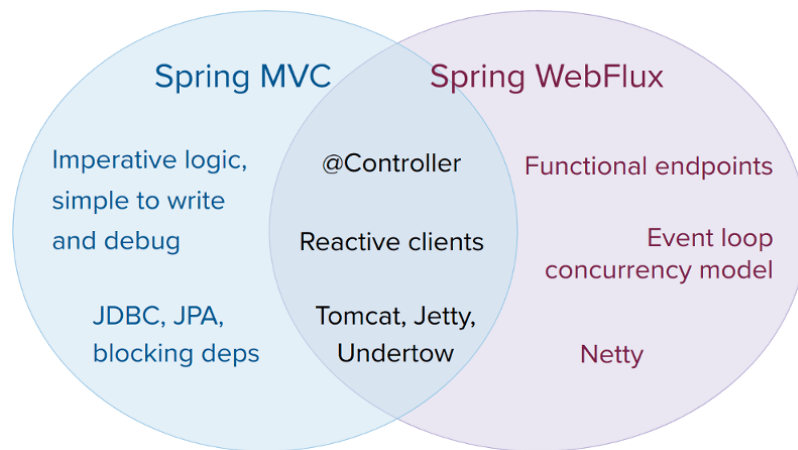 Spring MVC
Spring WebFlux
Imperative logic,
simple to write
and debug
JDBC, JPA,
blocking deps
@Controller
Reactive clients
Tomcat, Jetty,
Undertow
Functional endpoints
Event loop
concurrency model
Netty